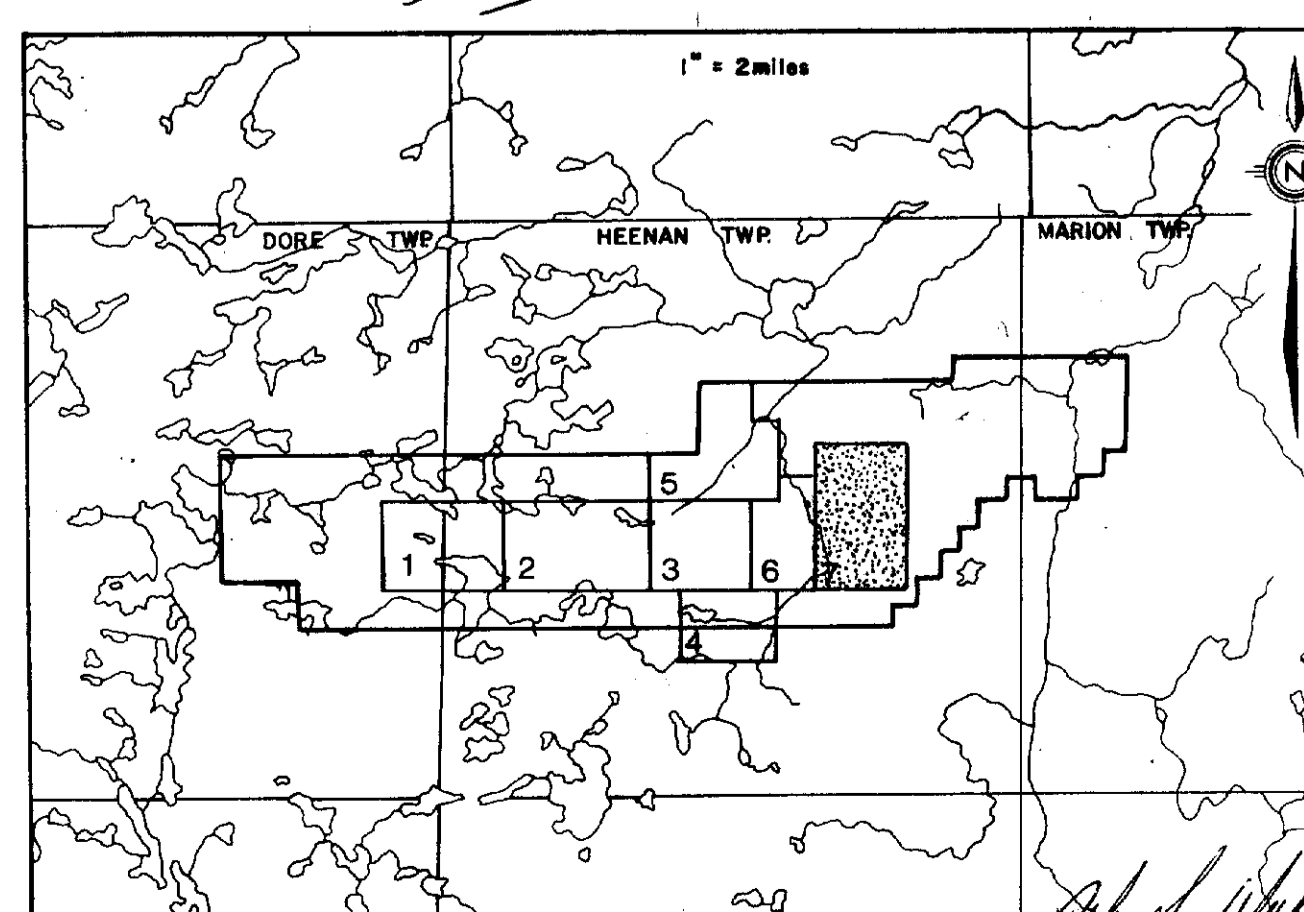 1" = 2miles
N
DORE TWP.
HEENAN TWP.
MARION TWP.
5
1
2
3
6
7
4